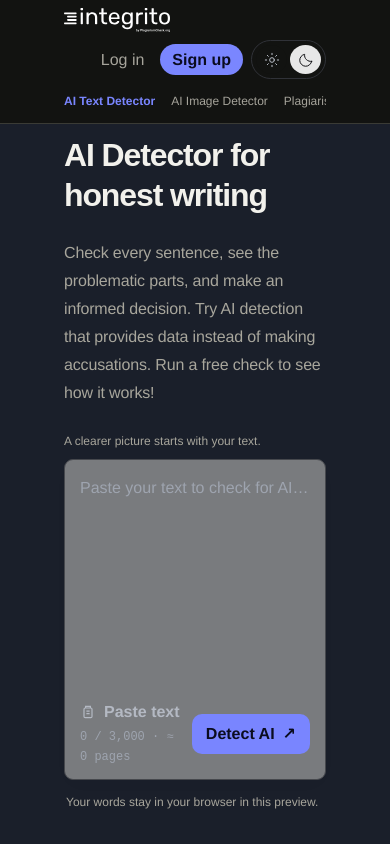 integrito
by PlagiarismCheck.org
Log in
Sign up
AI Text Detector AI Image Detector Plagiaris
AI Detector for
honest writing
Check every sentence, see the
problematic parts, and make an
informed decision. Try AI detection
that provides data instead of making
accusations. Run a free check to see
how it works!
A clearer picture starts with your text.
Paste your text to check for AI…
Paste text
0 / 3,000 · ≈
0 pages
Detect AI ↗
Your words stay in your browser in this preview.